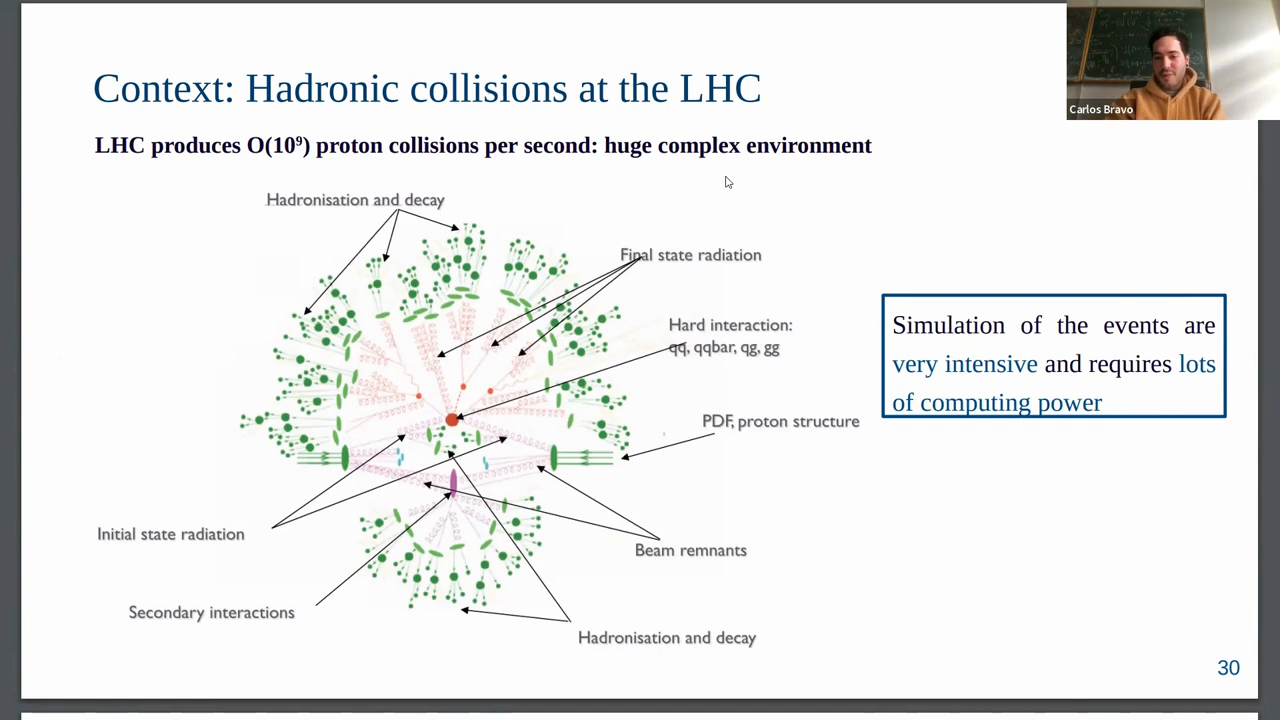 Context: Hadronic collisions at the LHC
Carlos Bravo
LHC produces O(10⁹) proton collisions per second: huge complex environment
Hadronisation and decay
Final state radiation
Hard interaction:
qq, qqbar, qg, gg
Simulation of the events are
very intensive and requires lots
of computing power
PDF, proton structure
Initial state radiation
Beam remnants
Secondary interactions
Hadronisation and decay
30